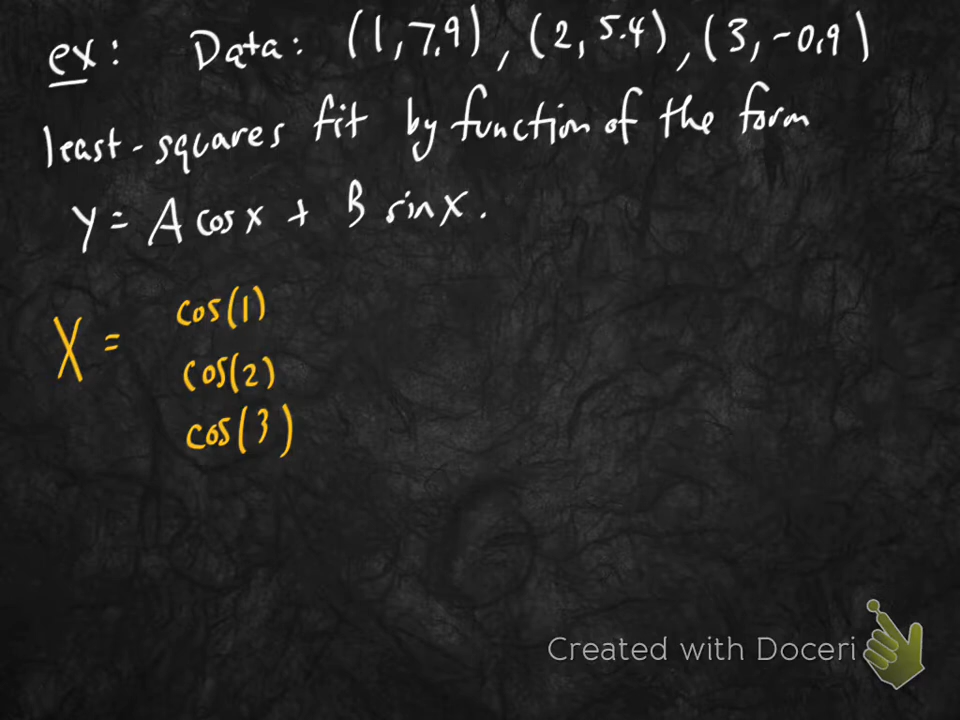 ex: Data: (1, 7.9), (2, 5.4), (3, -0.9)
least-squares fit by function of the form
y = A cos x + B sin x.
cos(1)
X =
cos(2)
cos(3)
Created with Doceri